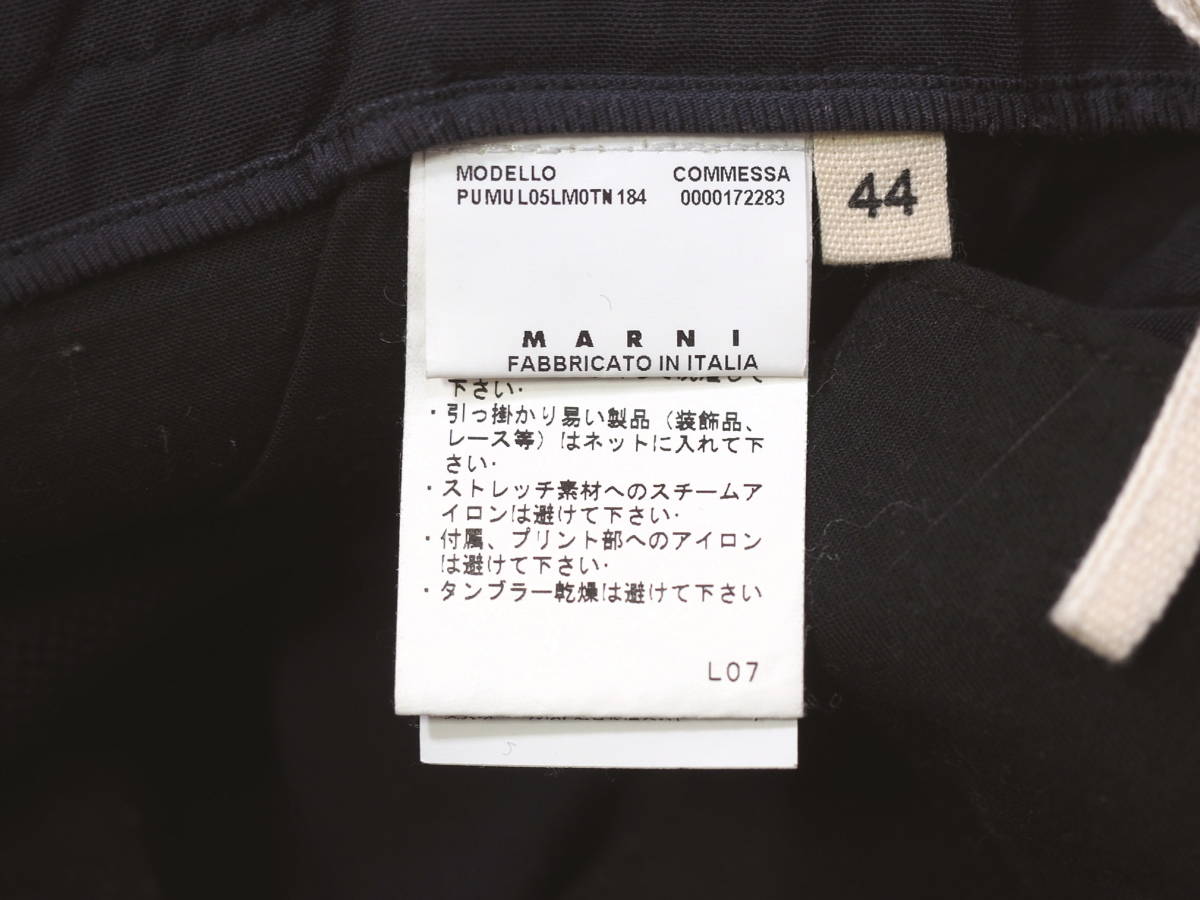 MODELLO COMMESSA
PUMUL05LM0TN184 0000172283
44
MARNI
FABBRICATO IN ITALIA
下さい・
・引っ掛かり易い製品（装飾品、
レース等）はネットに入れて下
さい・
・ストレッチ素材へのスチームア
イロンは避けて下さい・
・付属、プリント部へのアイロン
は避けて下さい・
・タンブラー乾燥は避けて下さい
L07